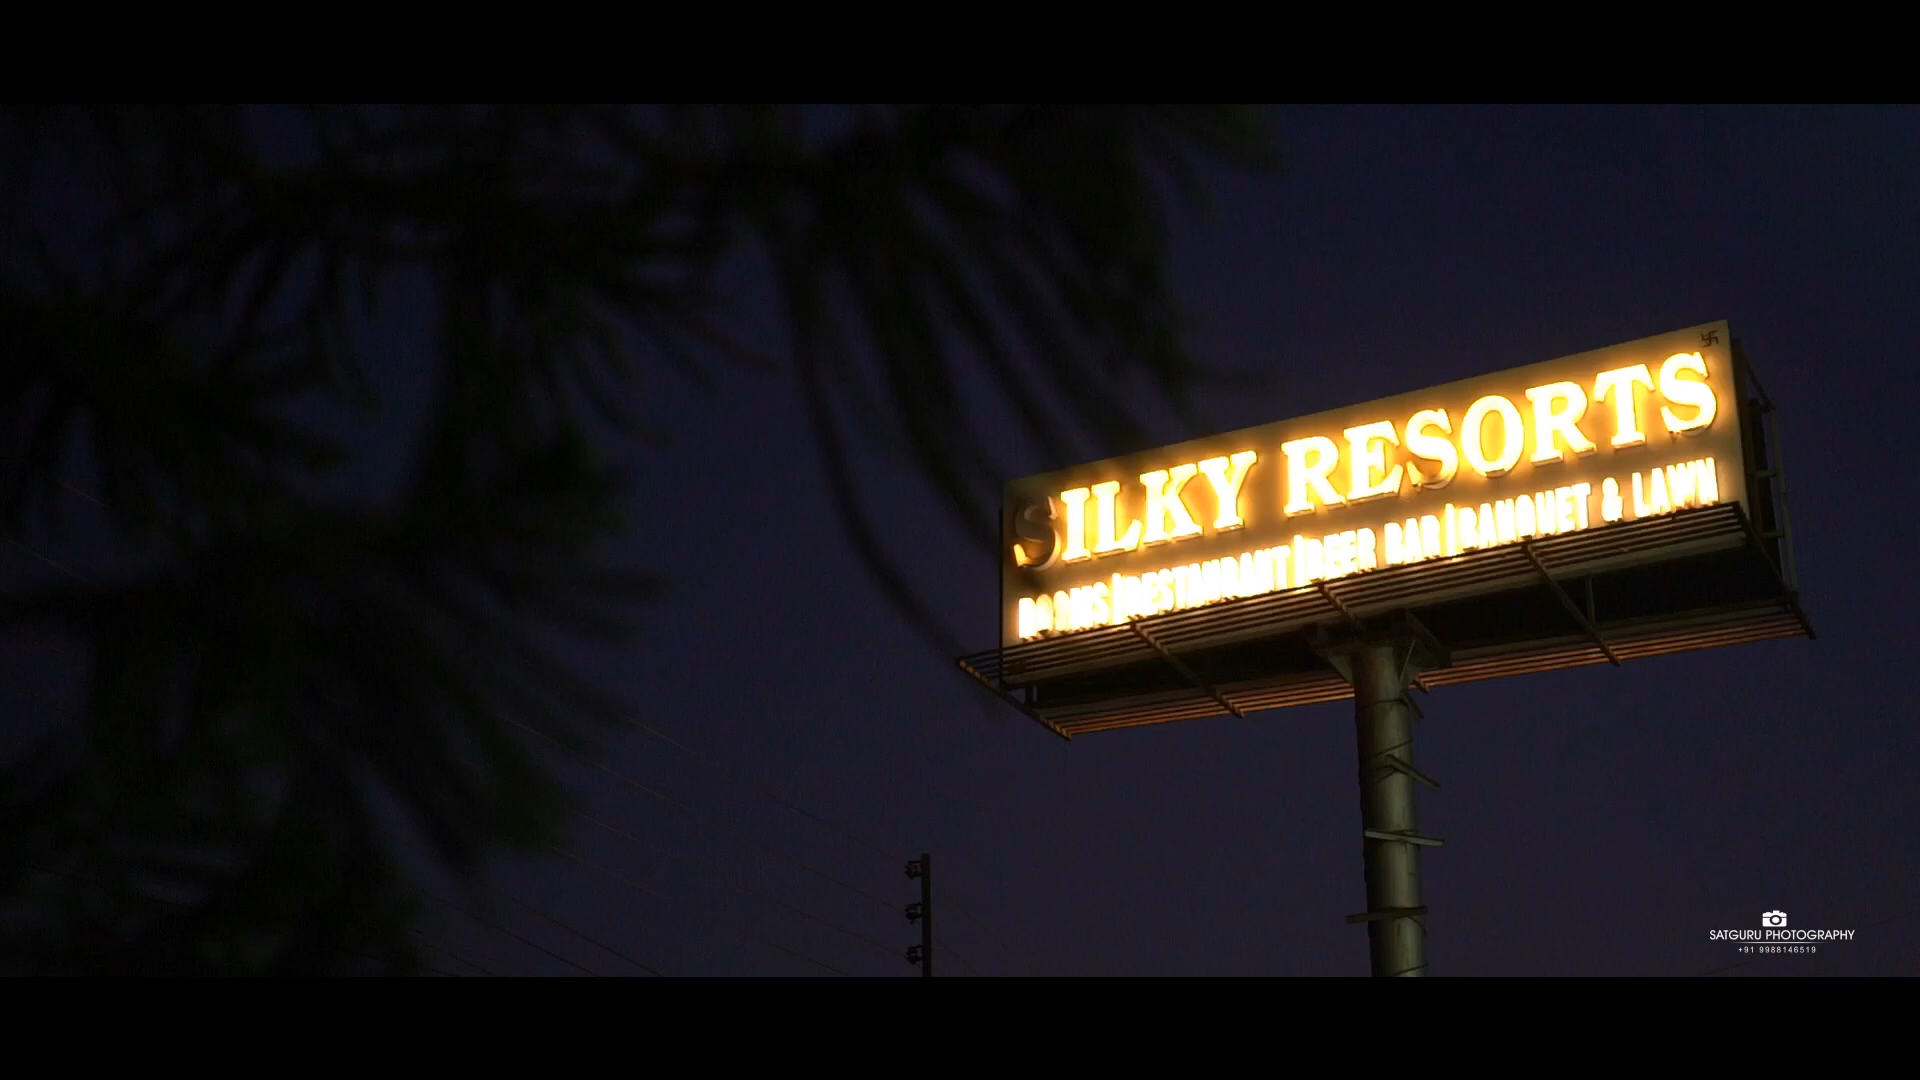 SILKY RESORTS
ROOMS|RESTAURANT|BEER BAR|BANQUET & LAWN
SATGURU PHOTOGRAPHY
+91 9988146519